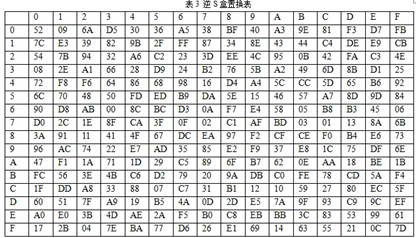 表 3 逆 S 盒置换表
0 1 2 3 4 5 6 7 8 9 A B C D E F
0 52 09 6A D5 30 36 A5 38 BF 40 A3 9E 81 F3 D7 FB
1 7C E3 39 82 9B 2F FF 87 34 8E 43 44 C4 DE E9 CB
2 54 7B 94 32 A6 C2 23 3D EE 4C 95 0B 42 FA C3 4E
3 08 2E A1 66 28 D9 24 B2 76 5B A2 49 6D 8B D1 25
4 72 F8 F6 64 86 68 98 16 D4 A4 5C CC 5D 65 B6 92
5 6C 70 48 50 FD ED B9 DA 5E 15 46 57 A7 8D 9D 84
6 90 D8 AB 00 8C BC D3 0A F7 E4 58 05 B8 B3 45 06
7 D0 2C 1E 8F CA 3F 0F 02 C1 AF BD 03 01 13 8A 6B
8 3A 91 11 41 4F 67 DC EA 97 F2 CF CE F0 B4 E6 73
9 96 AC 74 22 E7 AD 35 85 E2 F9 37 E8 1C 75 DF 6E
A 47 F1 1A 71 1D 29 C5 89 6F B7 62 0E AA 18 BE 1B
B FC 56 3E 4B C6 D2 79 20 9A DB C0 FE 78 CD 5A F4
C 1F DD A8 33 88 07 C7 31 B1 12 10 59 27 80 EC 5F
D 60 51 7F A9 19 B5 4A 0D 2D E5 7A 9F 93 C9 9C EF
E A0 E0 3B 4D AE 2A F5 B0 C8 EB BB 3C 83 53 99 61
F 17 2B 04 7E BA 77 D6 26 E1 69 14 63 55 21 0C 7D